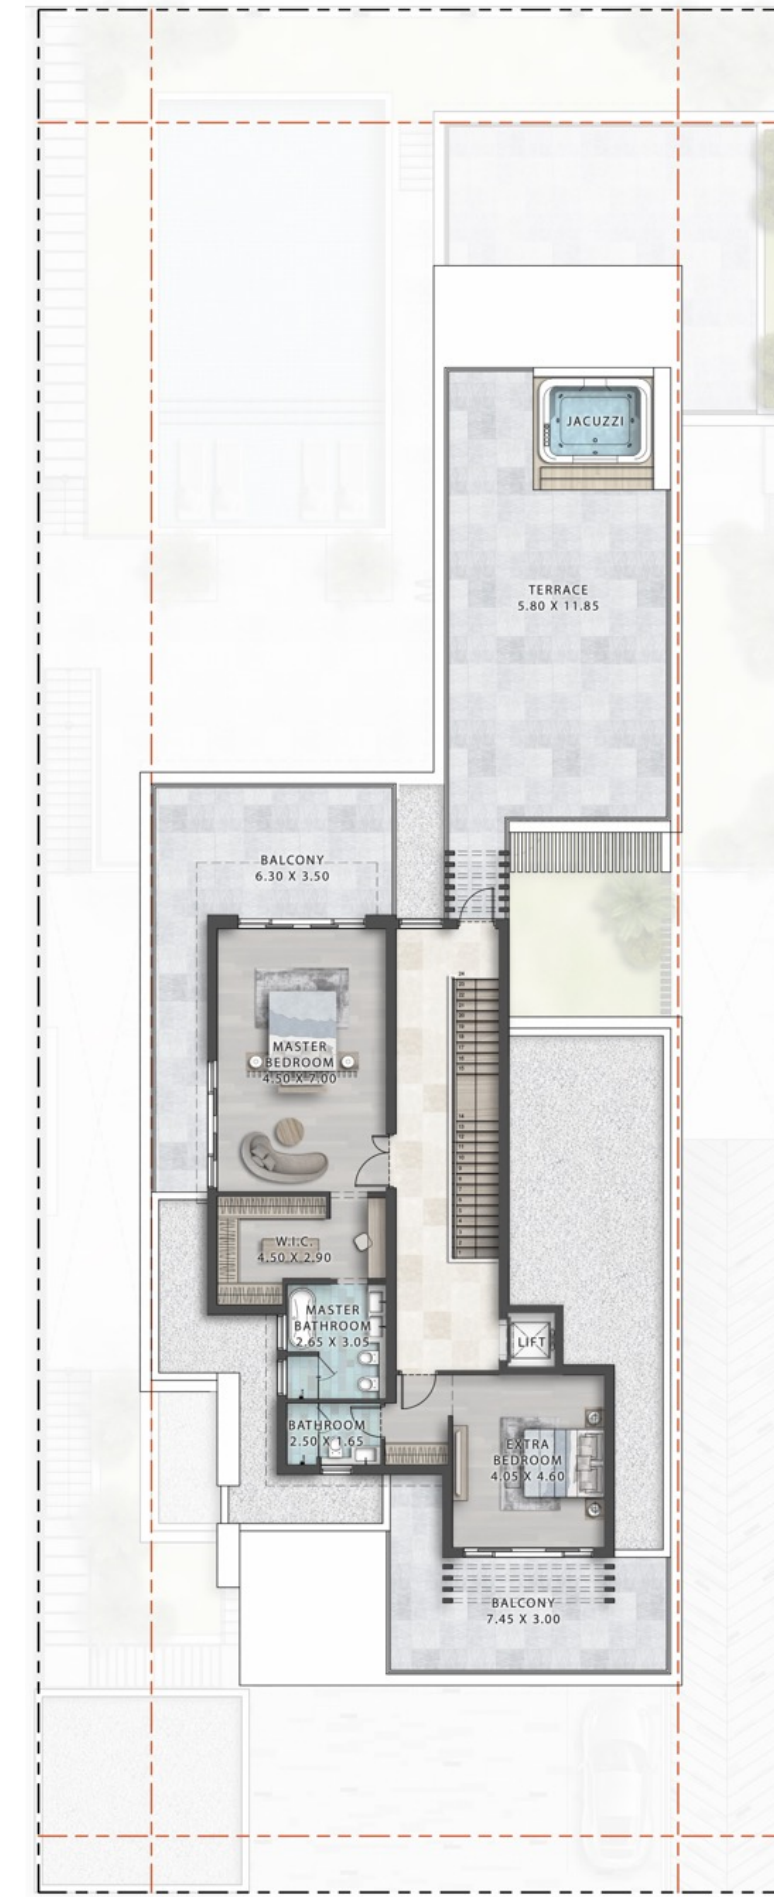 JACUZZI
TERRACE
5.80 X 11.85
BALCONY
6.30 X 3.50
MASTER
BEDROOM
4.50 X 7.00
W.I.C.
4.50 X 2.90
MASTER
BATHROOM
2.65 X 3.05
LIFT
BATHROOM
2.50 X 1.65
EXTRA
BEDROOM
4.05 X 4.60
BALCONY
7.45 X 3.00